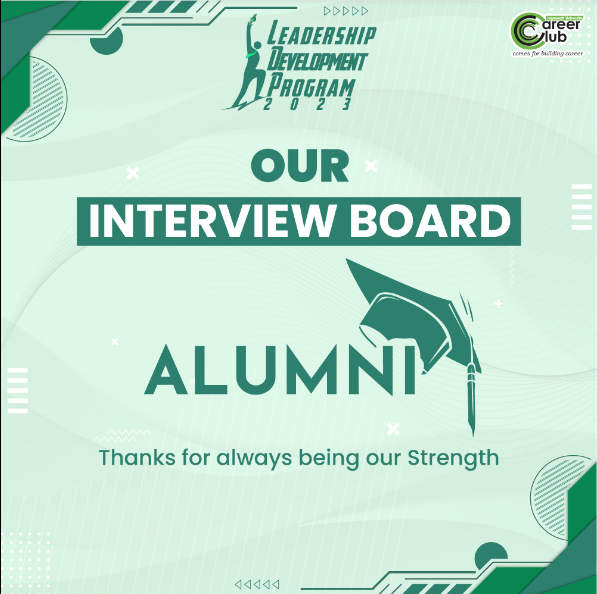 LEADERSHIP
DEVELOPMENT
PROGRAM
2023
Career
Club
comes for building career
OUR
INTERVIEW BOARD
ALUMNI
Thanks for always being our Strength